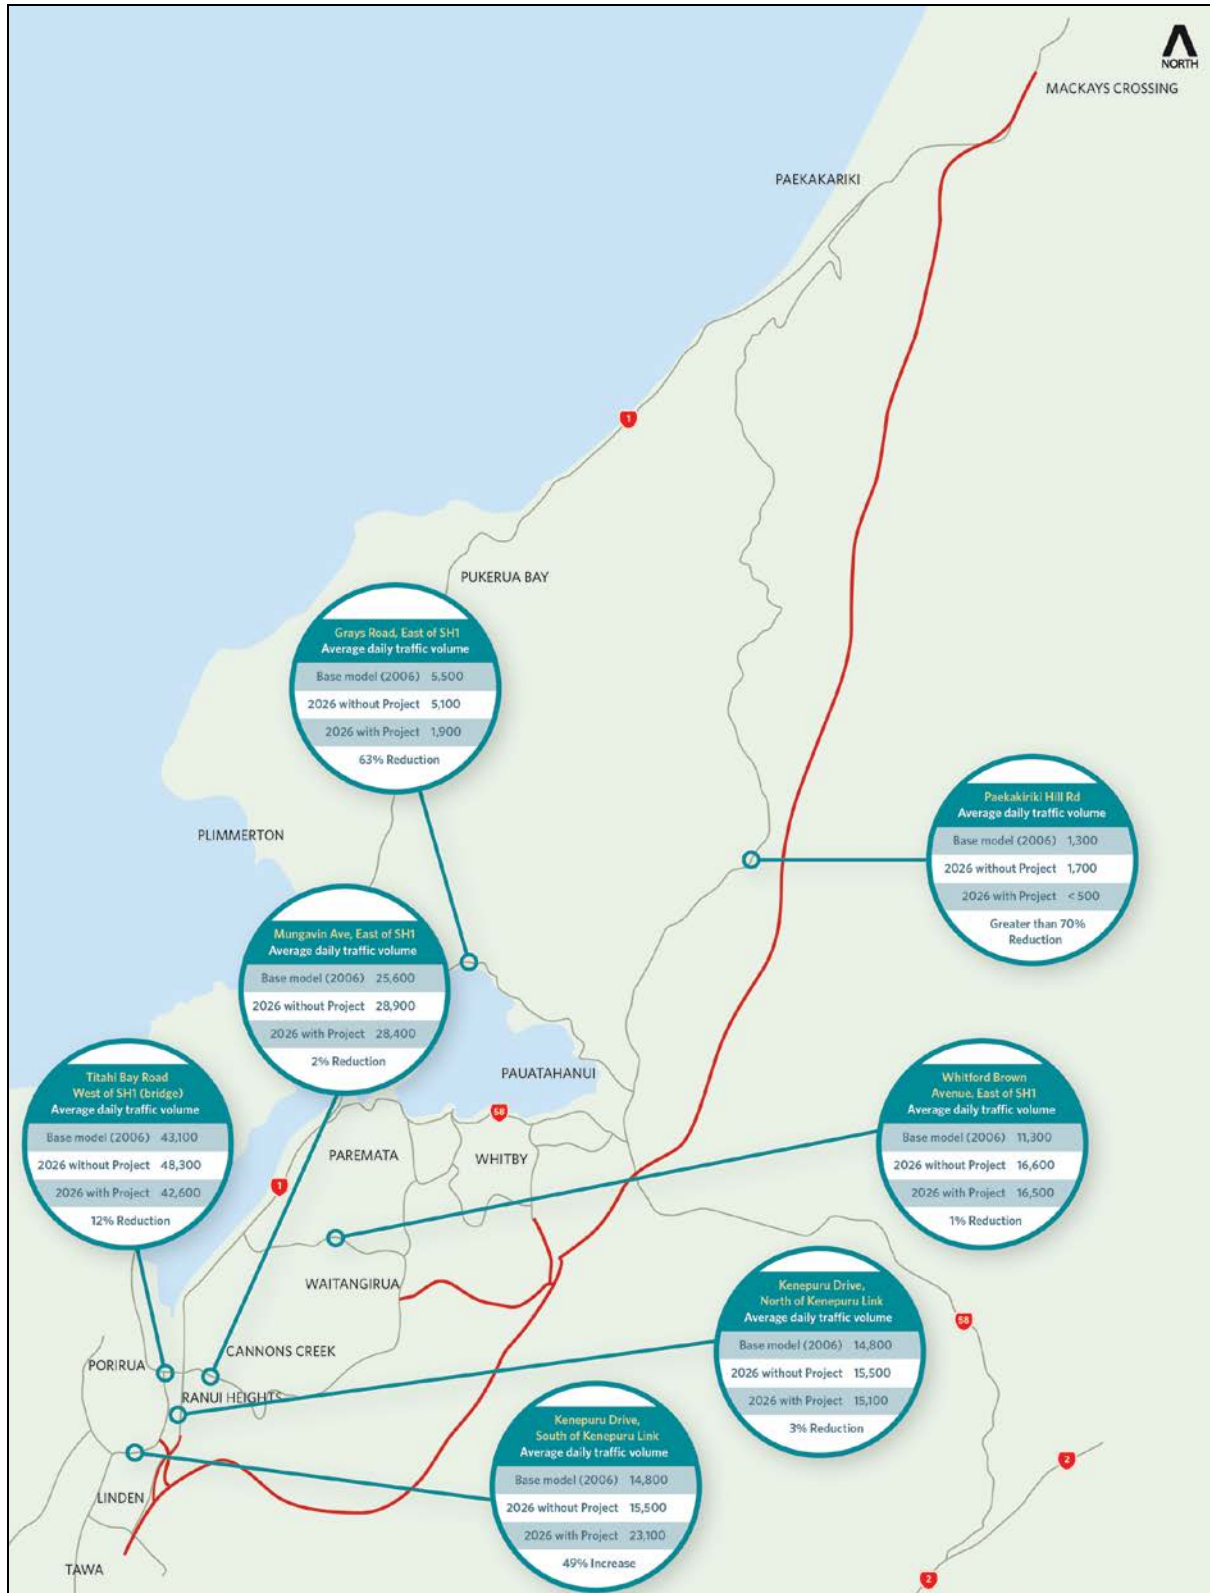 NORTH
MACKAYS CROSSING
PAEKAKARIKI
1
PUKERUA BAY
Grays Road, East of SH1
Average daily traffic volume
Base model (2006) 5,500
2026 without Project 5,100
2026 with Project 1,900
63% Reduction
PLIMMERTON
Paekakiriki Hill Rd
Average daily traffic volume
Base model (2006) 1,300
2026 without Project 1,700
2026 with Project <500
Greater than 70%
Reduction
Mungavin Ave, East of SH1
Average daily traffic volume
Base model (2006) 25,600
2026 without Project 28,900
2026 with Project 28,400
2% Reduction
PAUATAHANUI
58
Titahi Bay Road
West of SH1 (bridge)
Average daily traffic volume
Base model (2006) 43,100
2026 without Project 48,300
2026 with Project 42,600
12% Reduction
PAREMATA
WHITBY
1
Whitford Brown
Avenue, East of SH1
Average daily traffic volume
Base model (2006) 11,300
2026 without Project 16,600
2026 with Project 16,500
1% Reduction
WAITANGIRUA
Kenepuru Drive,
North of Kenepuru Link
Average daily traffic volume
Base model (2006) 14,800
2026 without Project 15,500
2026 with Project 15,100
3% Reduction
58
CANNONS CREEK
PORIRUA
RANUI HEIGHTS
Kenepuru Drive,
South of Kenepuru Link
Average daily traffic volume
Base model (2006) 14,800
2026 without Project 15,500
2026 with Project 23,100
49% Increase
2
LINDEN
TAWA
2